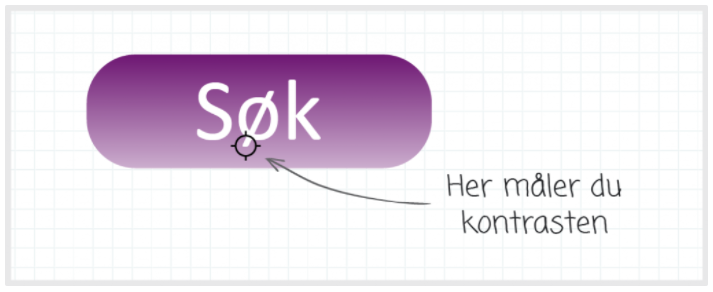 Søk
Her måler du
kontrasten